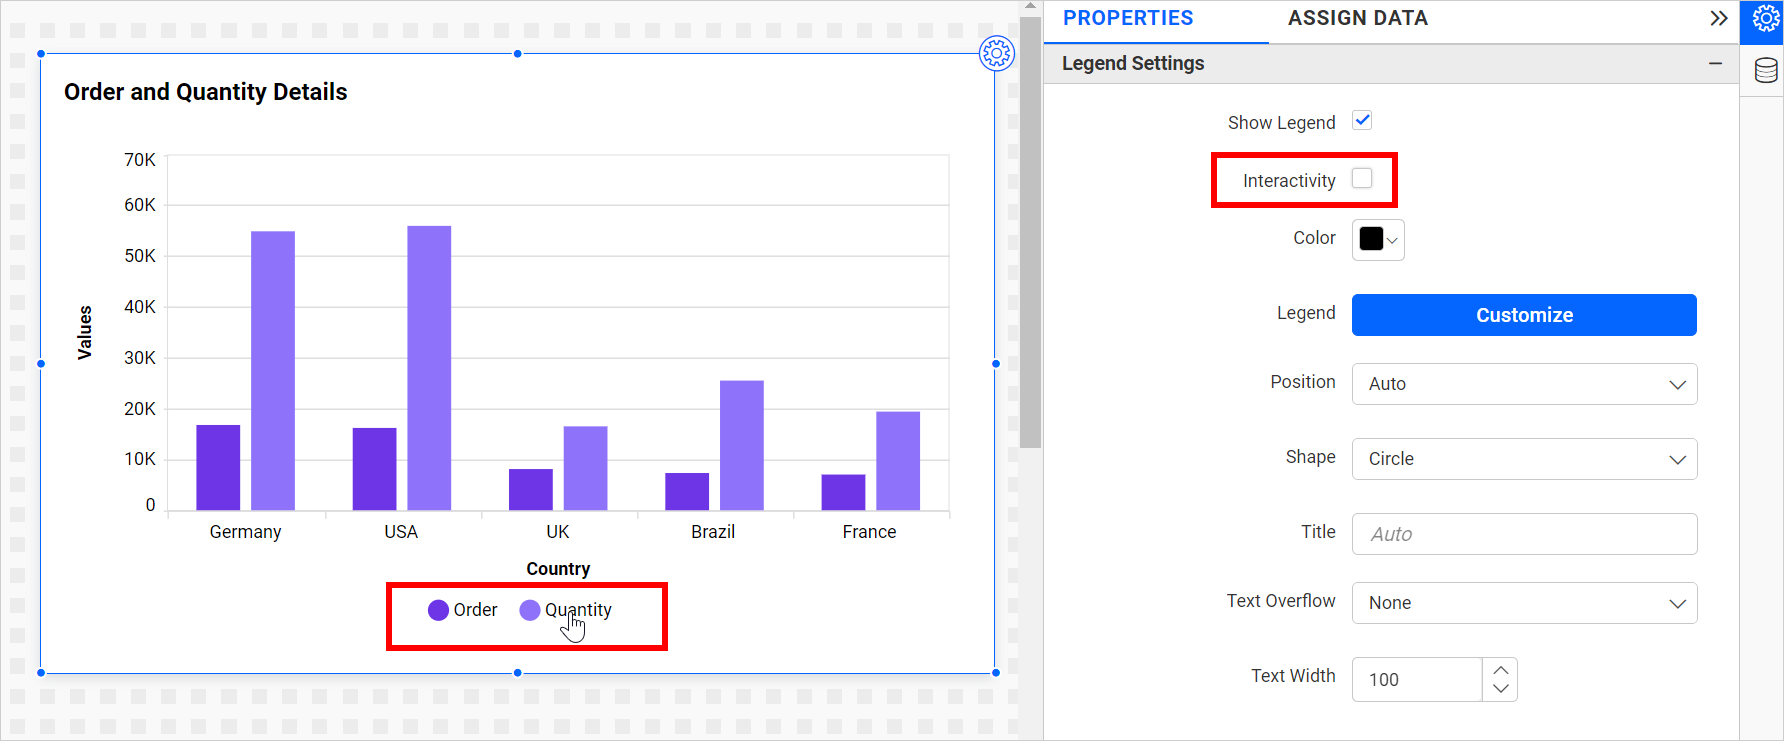 Order and Quantity Details
Values
70K
60K
50K
40K
30K
20K
10K
0
Germany USA UK Brazil France
Country
Order Quantity
PROPERTIES ASSIGN DATA
Legend Settings
Show Legend
Interactivity
Color
Legend Customize
Position Auto
Shape Circle
Title Auto
Text Overflow None
Text Width 100